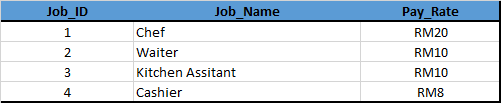 Job_ID Job_Name Pay_Rate
1 Chef RM20
2 Waiter RM10
3 Kitchen Assitant RM10
4 Cashier RM8